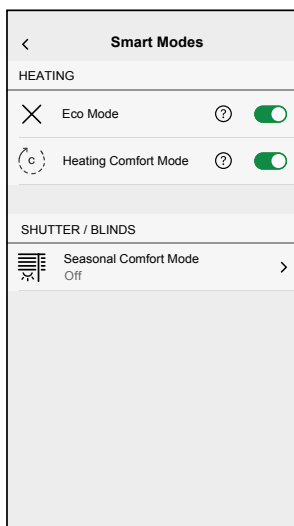 Smart Modes
HEATING
Eco Mode
?
C
Heating Comfort Mode
?
SHUTTER / BLINDS
Seasonal Comfort Mode
Off